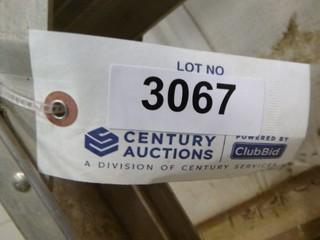 LOT NO
3067
CENTURY AUCTIONS
POWERED BY
ClubBid
A DIVISION OF CENTURY SERVICES